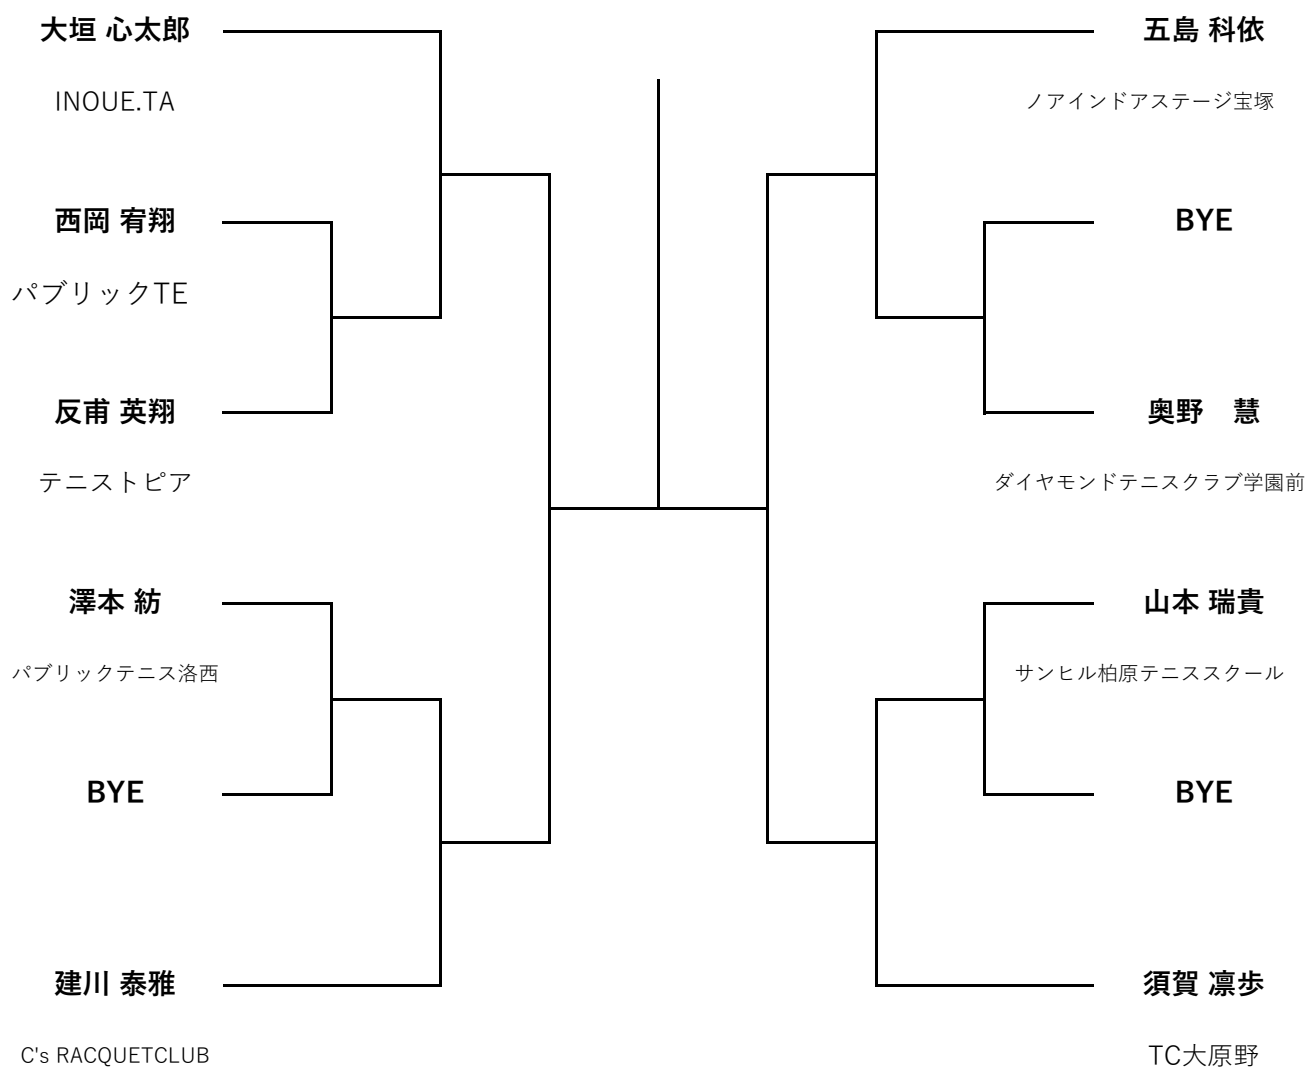 大垣 心太郎
INOUE.TA
西岡 宥翔
パブリックTE
反甫 英翔
テニストピア
澤本 紡
パブリックテニス洛西
BYE
建川 泰雅
C's RACQUETCLUB
五島 科依
ノアインドアステージ宝塚
BYE
奥野　慧
ダイヤモンドテニスクラブ学園前
山本 瑞貴
サンヒル柏原テニススクール
BYE
須賀 凛歩
TC大原野